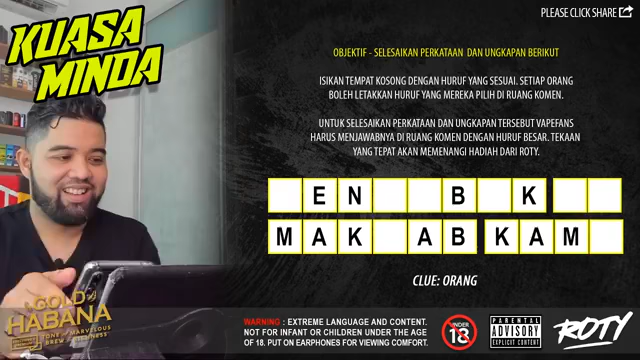 PLEASE CLICK SHARE
KUASA
MINDA
OBJEKTIF - SELESAIKAN PERKATAAN DAN UNGKAPAN BERIKUT
ISIKAN TEMPAT KOSONG DENGAN HURUF YANG SESUAI. SETIAP ORANG
BOLEH LETAKKAN HURUF YANG MEREKA PILIH DI RUANG KOMEN.
UNTUK SELESAIKAN PERKATAAN DAN UNGKAPAN TERSEBUT VAPEFANS
HARUS MENJAWABNYA DI RUANG KOMEN DENGAN HURUF BESAR. TEKAAN
YANG TEPAT AKAN MEMENANGI HADIAH DARI ROTY.
EN B K
MAK AB KAM
CLUE: ORANG
GOLD
HABANA
TONE OF MARVELOUS
WARNING : EXTREME LANGUAGE AND CONTENT.
NOT FOR INFANT OR CHILDREN UNDER THE AGE
OF 18. PUT ON EARPHONES FOR VIEWING COMFORT.
UNDER
18
PARENTAL
ADVISORY
EXPLICIT CONTENT
ROTY